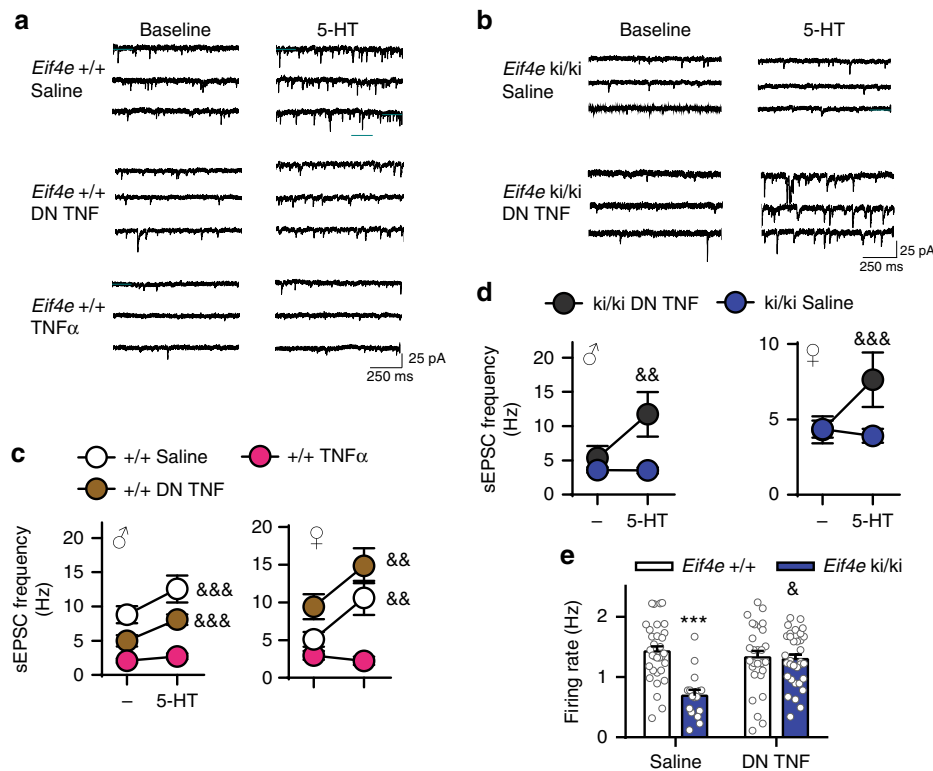 a
Baseline 5-HT
Eif4e +/+
Saline
Eif4e +/+
DN TNF
Eif4e +/+
TNFα
25 pA
250 ms
b
Baseline 5-HT
Eif4e ki/ki
Saline
Eif4e ki/ki
DN TNF
25 pA
250 ms
c
+/+ Saline +/+ TNFα
+/+ DN TNF
sEPSC frequency
(Hz)
♂
20
15
10
5
0
&&&
&&&
– 5-HT
♀
20
15
10
5
0
&&
&&
d
ki/ki DN TNF ki/ki Saline
sEPSC frequency
(Hz)
♂
20
15
10
5
0
&&
– 5-HT
♀
10
5
0
&&&
– 5-HT
e
Eif4e +/+ Eif4e ki/ki
Firing rate (Hz)
2
1
0
***
&
Saline DN TNF